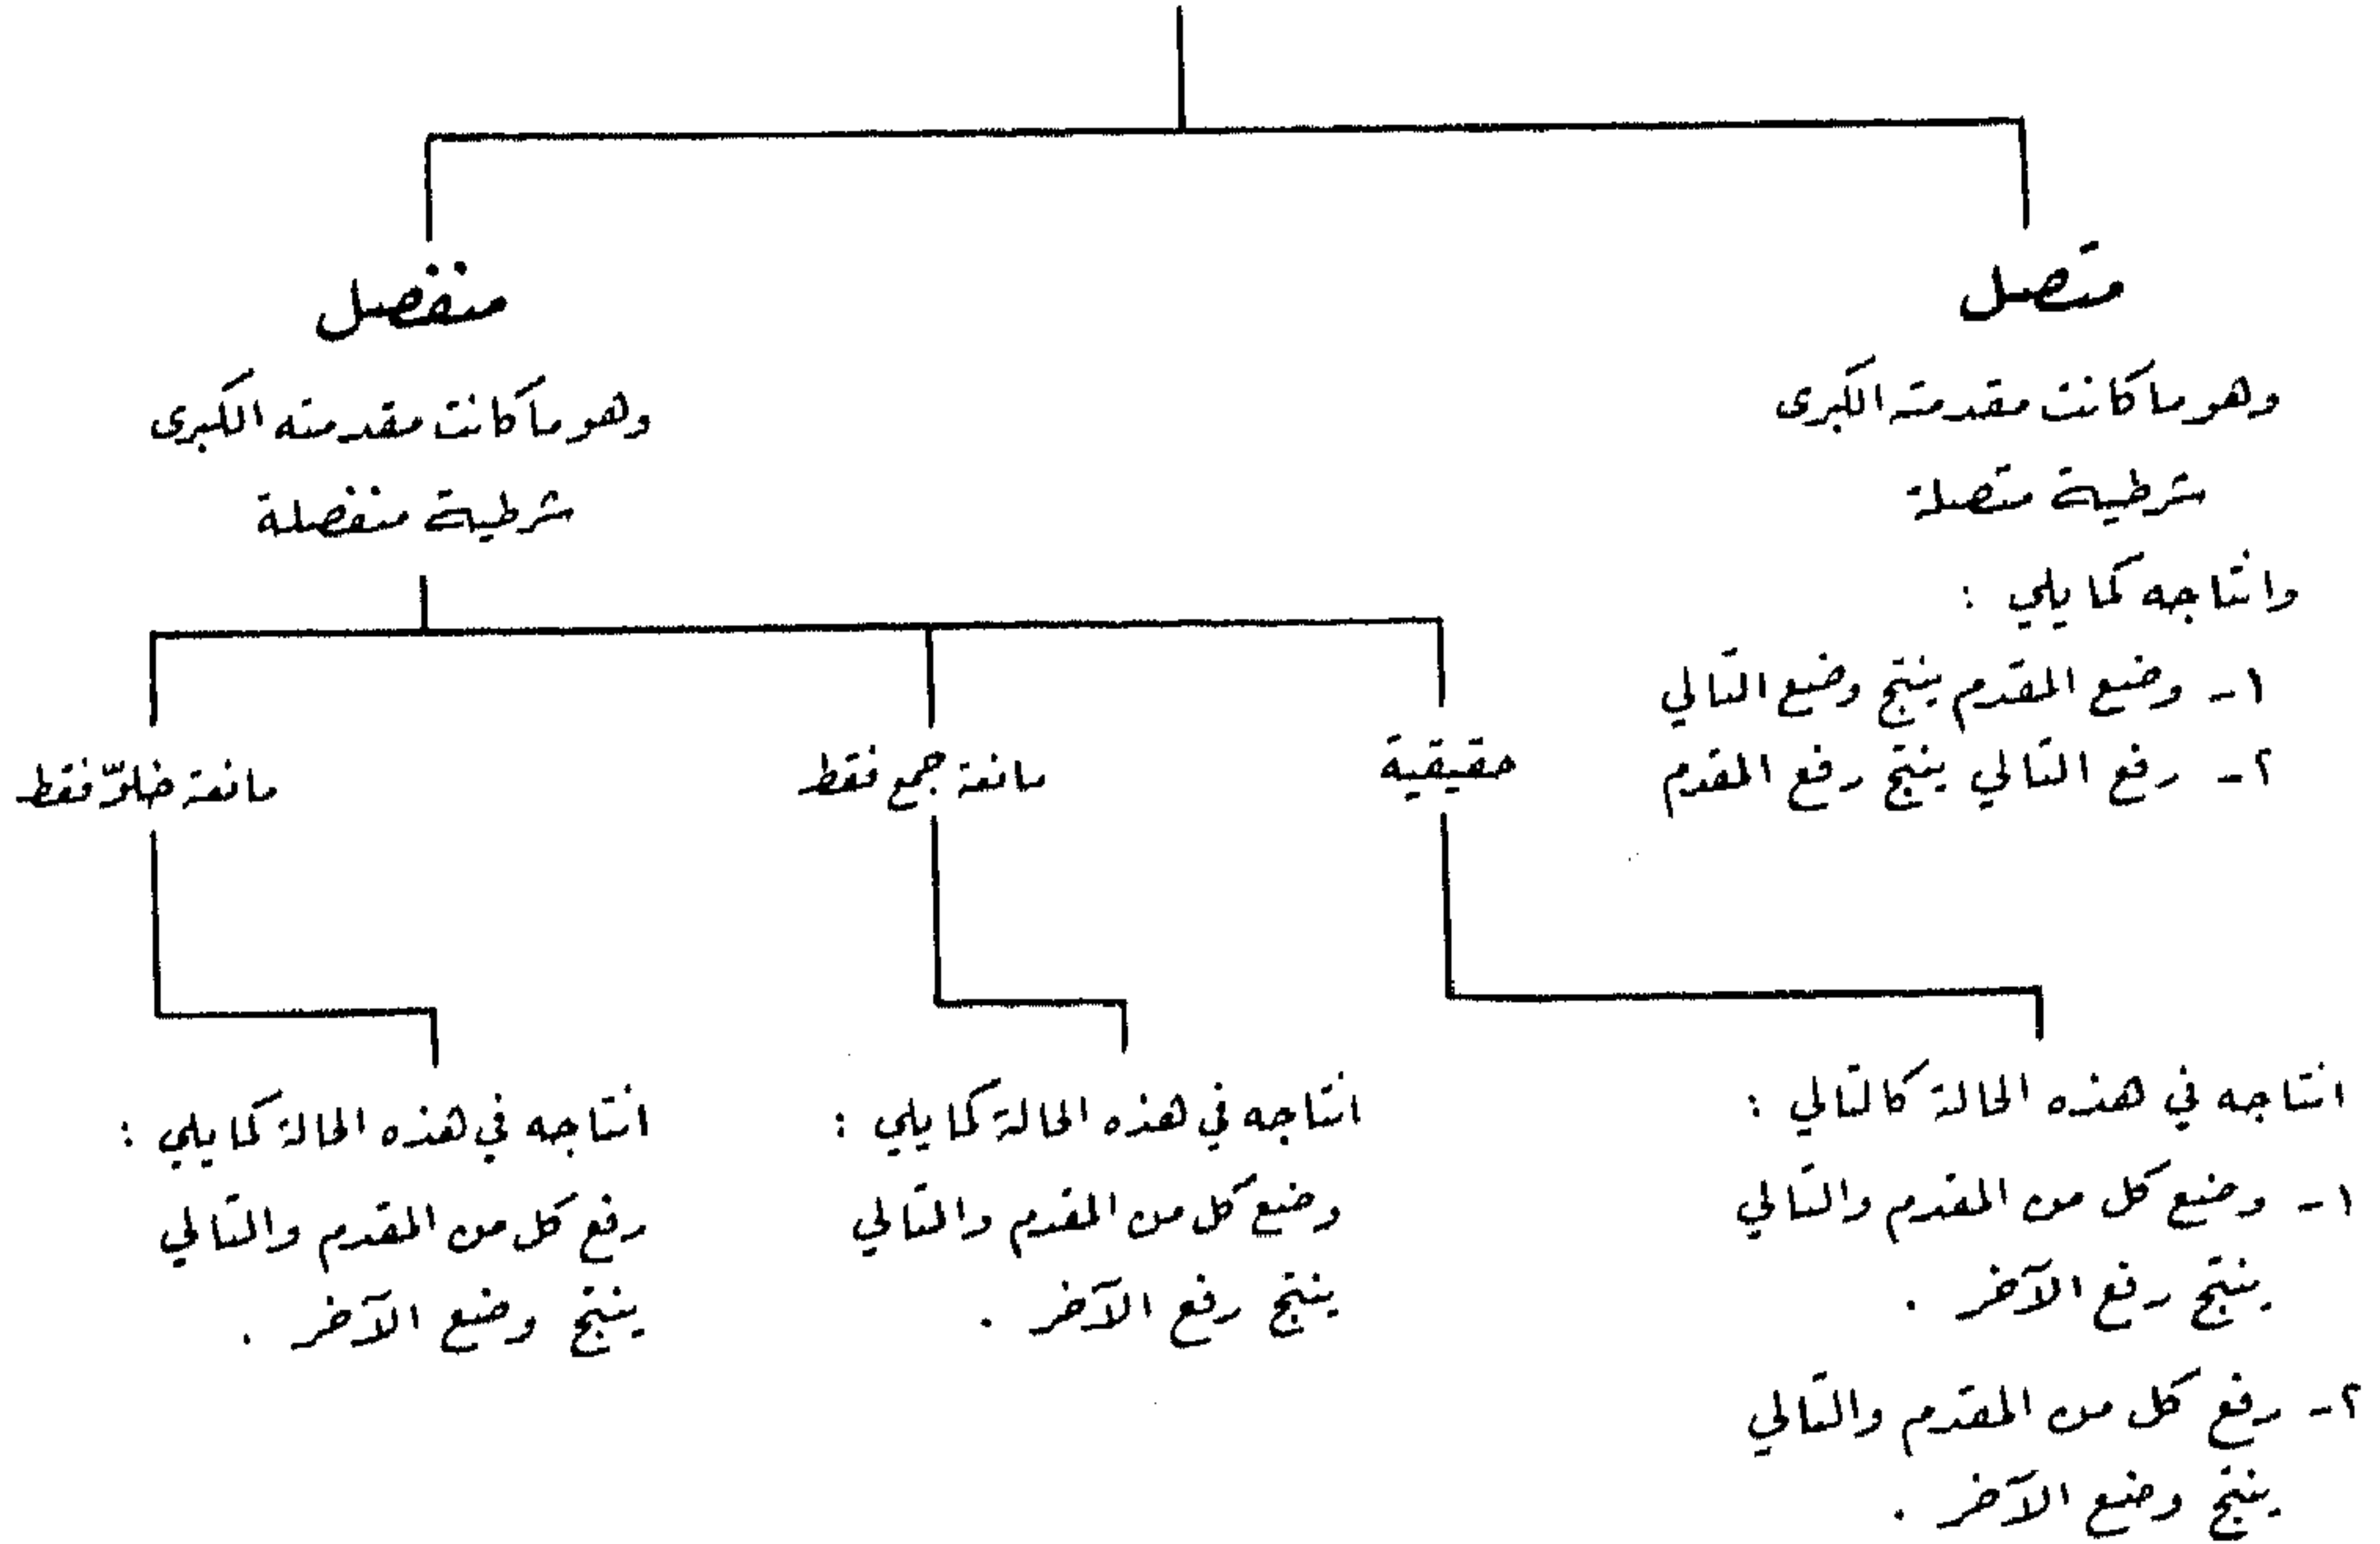 متصل
وهو ما كانت مقدمته الكبرى
شرطية متصلة
وانتاجه كما يلي :
١- وضع المقدم ينتج وضع التالي
٢- رفع التالي ينتج رفع المقدم
منفصل
وهو ما كانت مقدمته الكبرى
شرطية منفصلة
حقيقية
مانعة جمع فقط
مانعة خلوّ فقط
انتاجه في هذه الحالة كالتالي :
١- وضع كل من المقدم والتالي
ينتج رفع الآخر .
٢- رفع كل من المقدم والتالي
ينتج وضع الآخر .
انتاجه في هذه الحالة كما يلي :
وضع كل من المقدم والتالي
ينتج رفع الآخر .
انتاجه في هذه الحالة كما يلي :
رفع كل من المقدم والتالي
ينتج وضع الآخر .